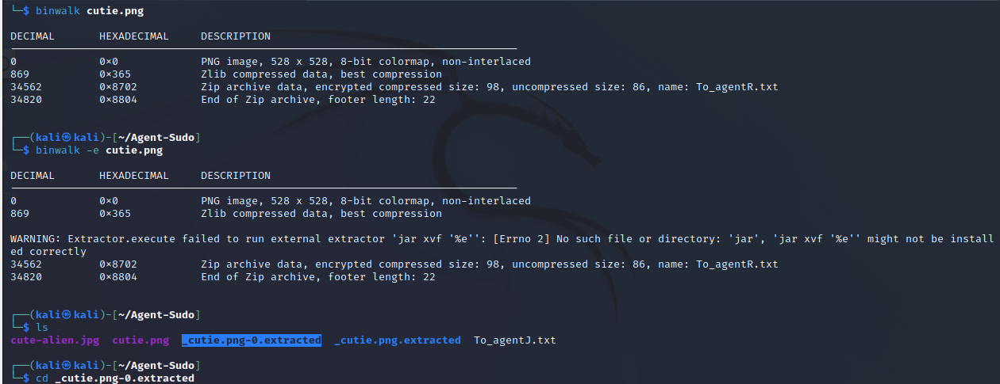 └─$ binwalk cutie.png
DECIMAL HEXADECIMAL DESCRIPTION
0 0×0 PNG image, 528 x 528, 8-bit colormap, non-interlaced
869 0×365 Zlib compressed data, best compression
34562 0×8702 Zip archive data, encrypted compressed size: 98, uncompressed size: 86, name: To_agentR.txt
34820 0×8804 End of Zip archive, footer length: 22
┌──(kali㉿kali)-[~/Agent-Sudo]
└─$ binwalk -e cutie.png
DECIMAL HEXADECIMAL DESCRIPTION
0 0×0 PNG image, 528 x 528, 8-bit colormap, non-interlaced
869 0×365 Zlib compressed data, best compression
WARNING: Extractor.execute failed to run external extractor 'jar xvf '%e'': [Errno 2] No such file or directory: 'jar', 'jar xvf '%e'' might not be install
ed correctly
34562 0×8702 Zip archive data, encrypted compressed size: 98, uncompressed size: 86, name: To_agentR.txt
34820 0×8804 End of Zip archive, footer length: 22
┌──(kali㉿kali)-[~/Agent-Sudo]
└─$ ls
cute-alien.jpg cutie.png _cutie.png-0.extracted _cutie.png.extracted To_agentJ.txt
┌──(kali㉿kali)-[~/Agent-Sudo]
└─$ cd _cutie.png-0.extracted